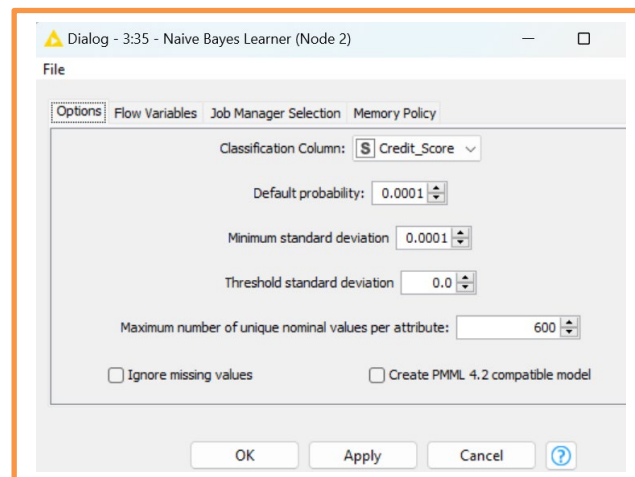 Dialog - 3:35 - Naive Bayes Learner (Node 2)
File
Options Flow Variables Job Manager Selection Memory Policy
Classification Column: S Credit_Score
Default probability: 0.0001
Minimum standard deviation 0.0001
Threshold standard deviation 0.0
Maximum number of unique nominal values per attribute: 600
Ignore missing values Create PMML 4.2 compatible model
OK Apply Cancel ?